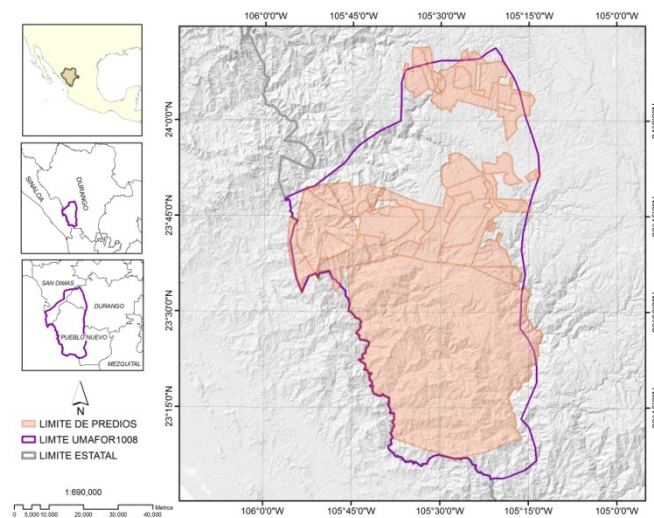 106°0'0"W 105°45'0"W 105°30'0"W 105°15'0"W 105°0'0"W
24°0'0"N
23°45'0"N
23°30'0"N
23°15'0"N
SINALOA
DURANGO
SAN DIMAS
DURANGO
PUEBLO NUEVO
MEZQUITAL
N
LIMITE DE PREDIOS
LIMTE UMAFOR1008
LIMITE ESTATAL
1:690,000
Metros
0 5,000 10,000 20,000 30,000 40,000
106°0'0"W 105°45'0"W 105°30'0"W 105°15'0"W 105°0'0"W